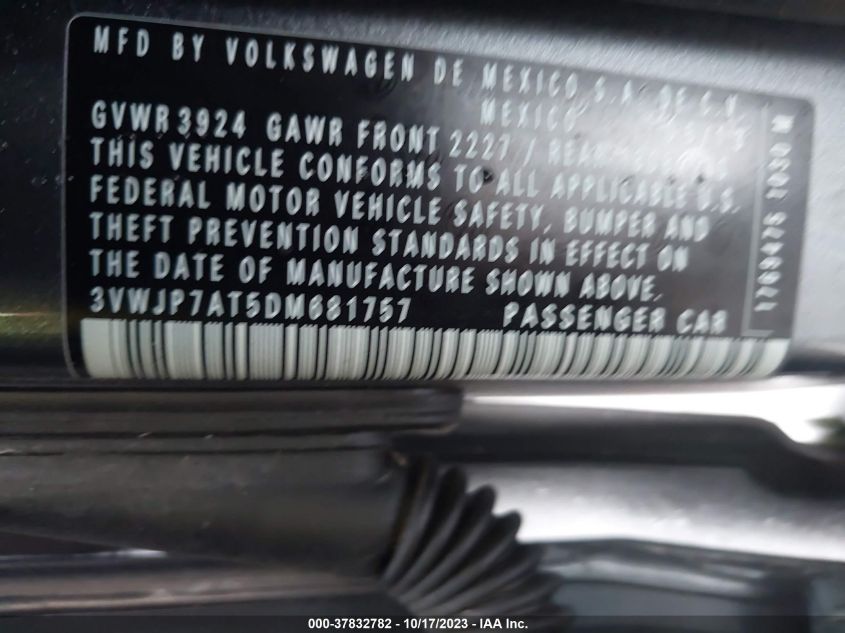 MFD BY VOLKSWAGEN DE MEXICO S.A. DE C.V.
MEXICO
GVWR 3924 GAWR FRONT 2227 / REAR
THIS VEHICLE CONFORMS TO ALL APPLICABLE U.S.
FEDERAL MOTOR VEHICLE SAFETY, BUMPER AND
THEFT PREVENTION STANDARDS IN EFFECT ON
THE DATE OF MANUFACTURE SHOWN ABOVE.
3VWJP7AT5DM681757 PASSENGER CAR
000-37832782 - 10/17/2023 - IAA Inc.